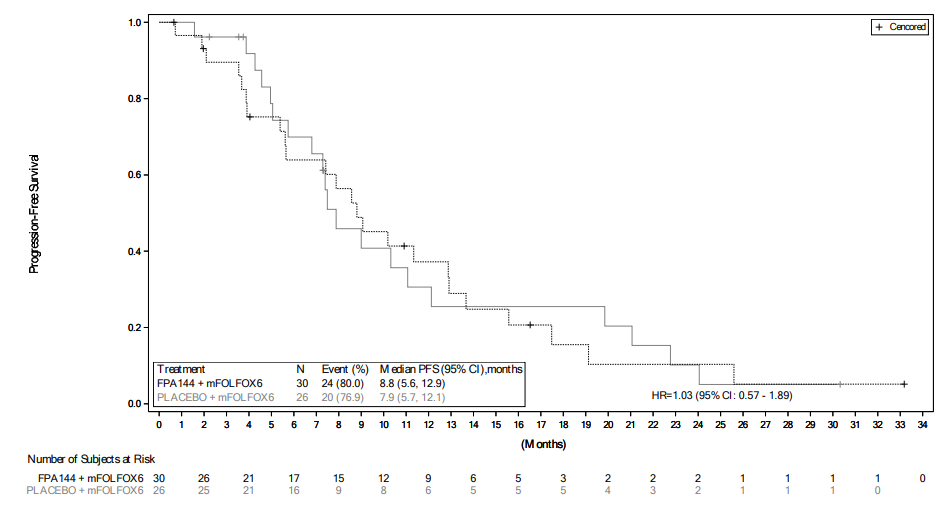 1.0
+ Censored
0.8
0.6
Progression-Free Survival
0.4
0.2
Treatment N Event (%) Median PFS (95% CI), months
FPA144 + mFOLFOX6 30 24 (80.0) 8.8 (5.6, 12.9)
PLACEBO + mFOLFOX6 26 20 (76.9) 7.9 (5.7, 12.1)
HR=1.03 (95% CI: 0.57 - 1.89)
0.0
0 1 2 3 4 5 6 7 8 9 10 11 12 13 14 15 16 17 18 19 20 21 22 23 24 25 26 27 28 29 30 31 32 33 34
(Months)
Number of Subjects at Risk
FPA144 + mFOLFOX6 30 26 21 17 15 12 9 6 5 3 2 2 2 1 1 1 1 0
PLACEBO + mFOLFOX6 26 25 21 16 9 8 6 5 5 5 4 3 2 1 1 1 0